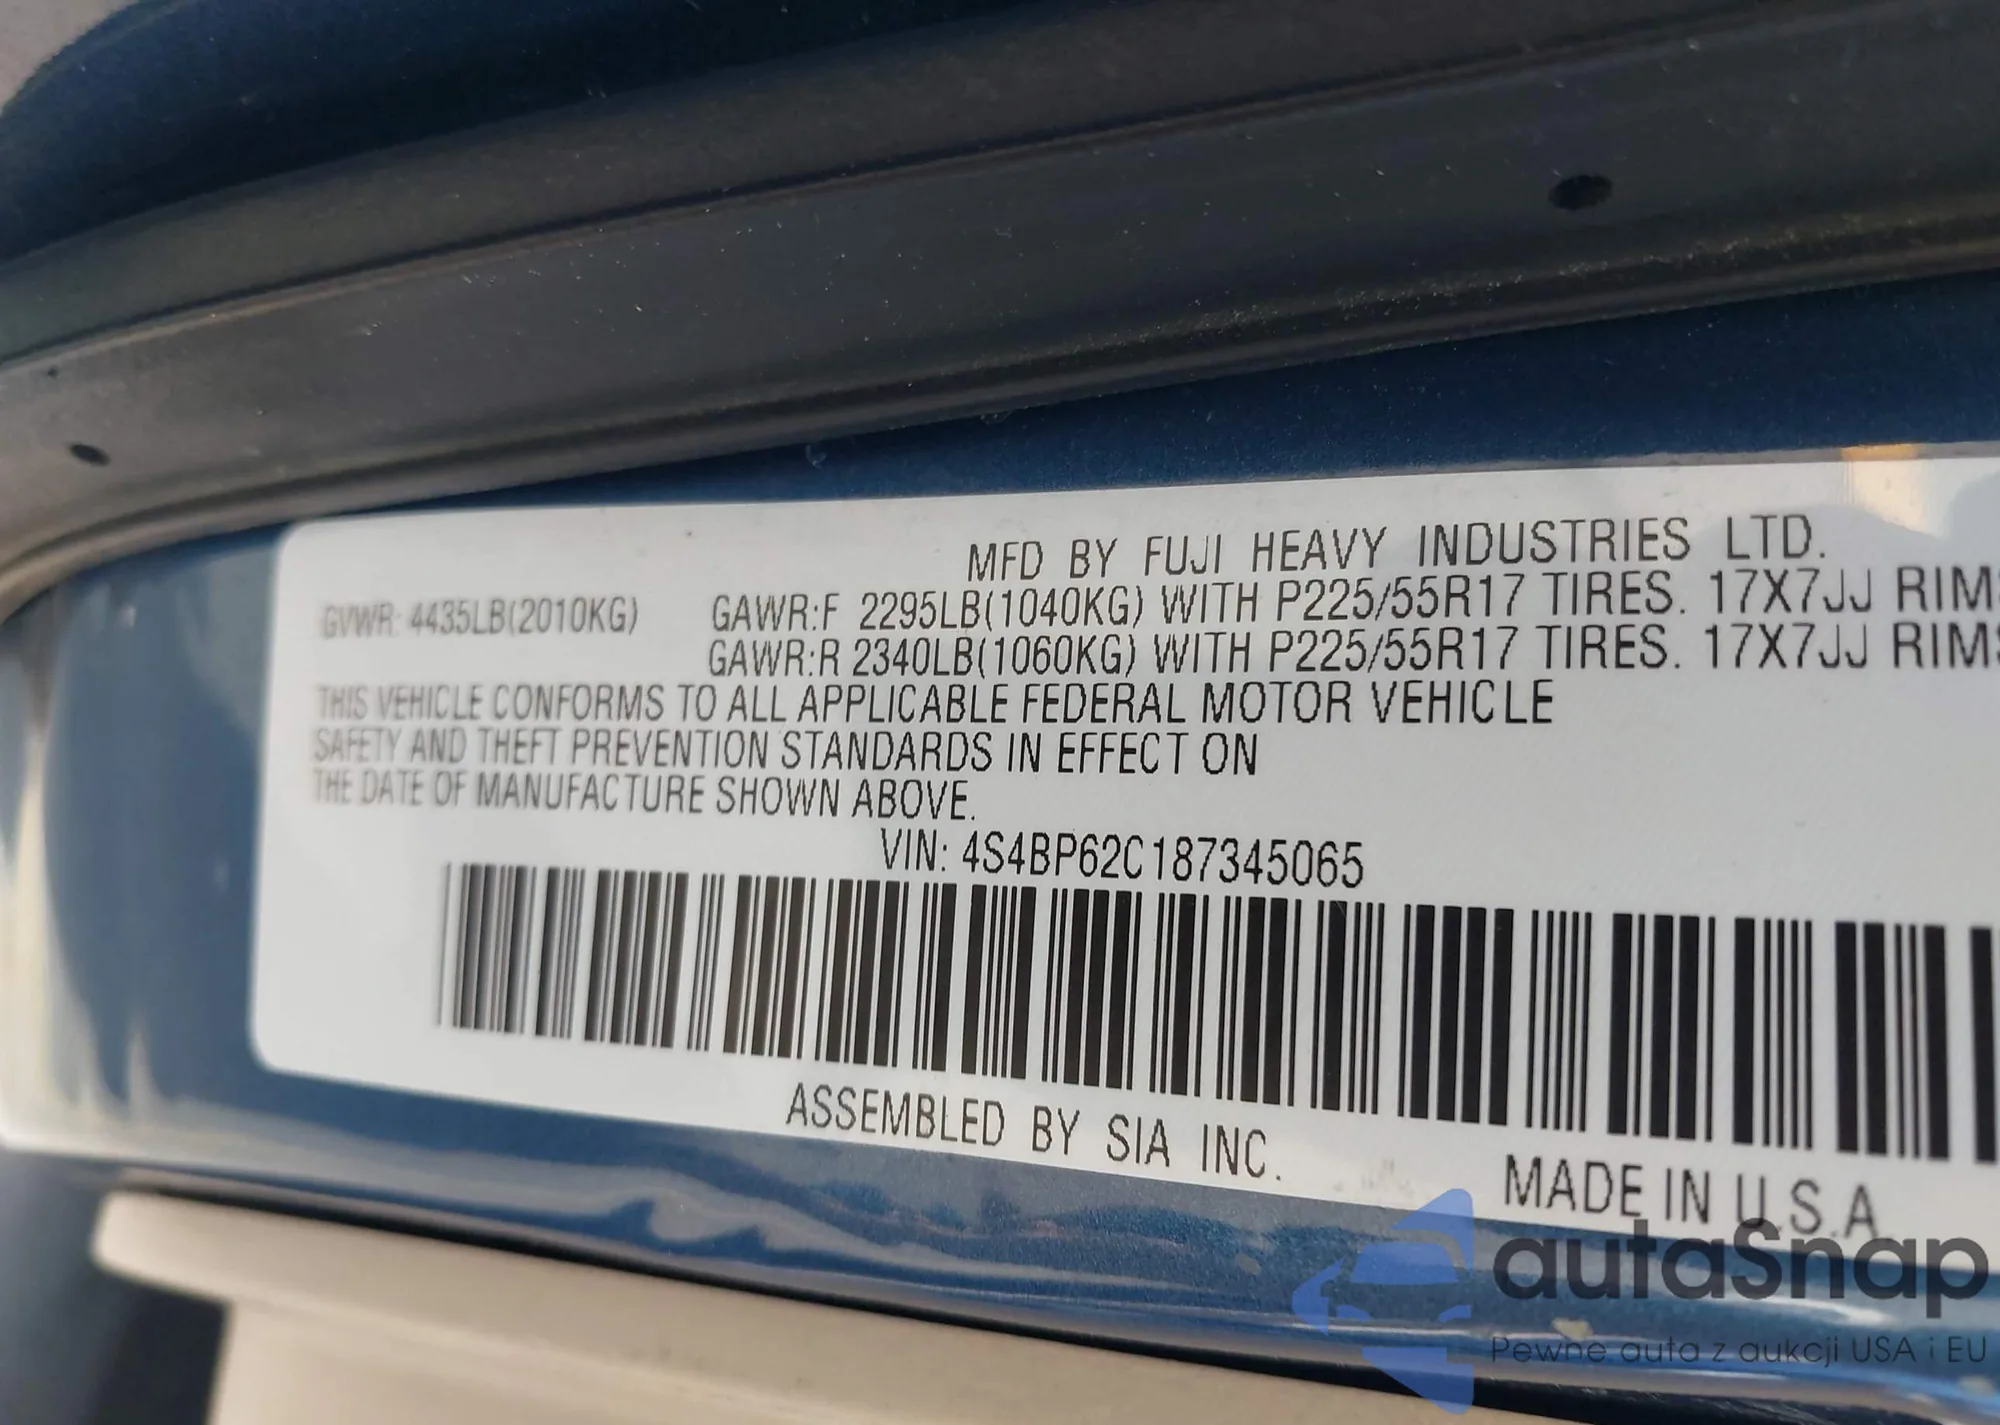 MFD BY FUJI HEAVY INDUSTRIES LTD.
GVWR: 4435LB(2010KG) GAWR:F 2295LB(1040KG) WITH P225/55R17 TIRES. 17X7JJ RIMS
GAWR:R 2340LB(1060KG) WITH P225/55R17 TIRES. 17X7JJ RIMS
THIS VEHICLE CONFORMS TO ALL APPLICABLE FEDERAL MOTOR VEHICLE
SAFETY AND THEFT PREVENTION STANDARDS IN EFFECT ON
THE DATE OF MANUFACTURE SHOWN ABOVE.
VIN: 4S4BP62C187345065
ASSEMBLED BY SIA INC.
MADE IN U.S.A
autaSnap
Pewne auta z aukcji USA i EU